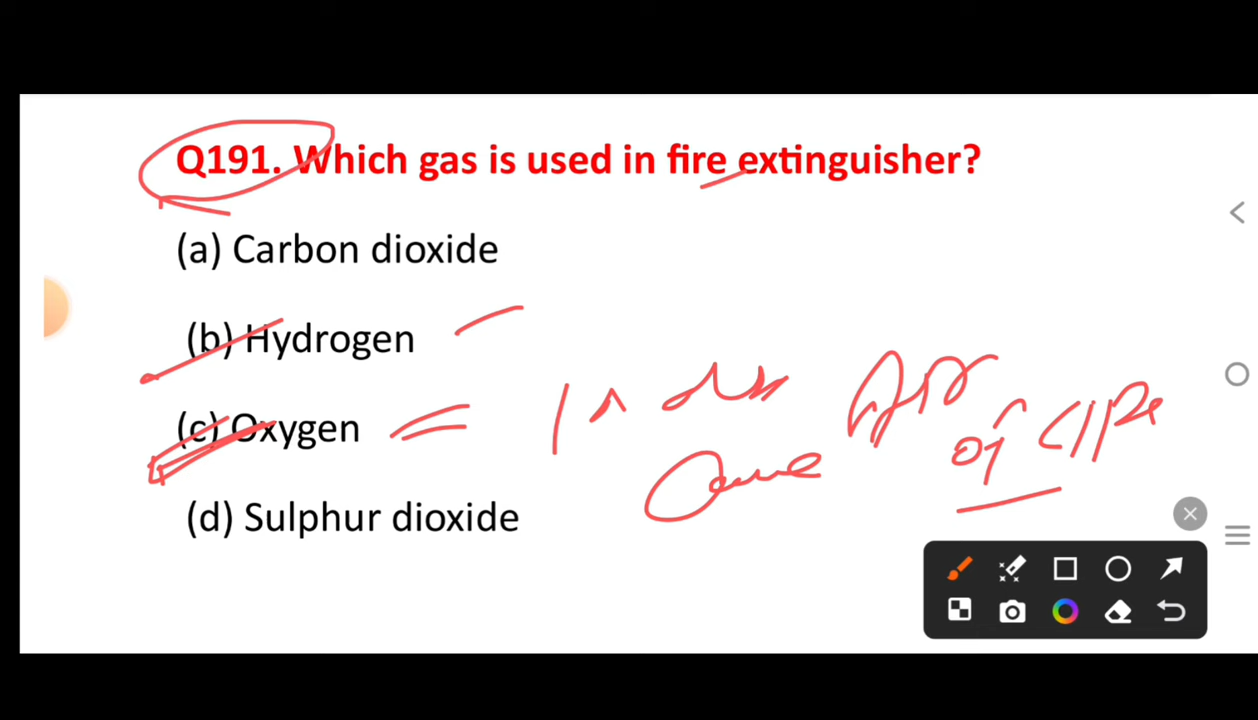 Q191. Which gas is used in fire extinguisher?
(a) Carbon dioxide
(b) Hydrogen
(c) Oxygen
(d) Sulphur dioxide